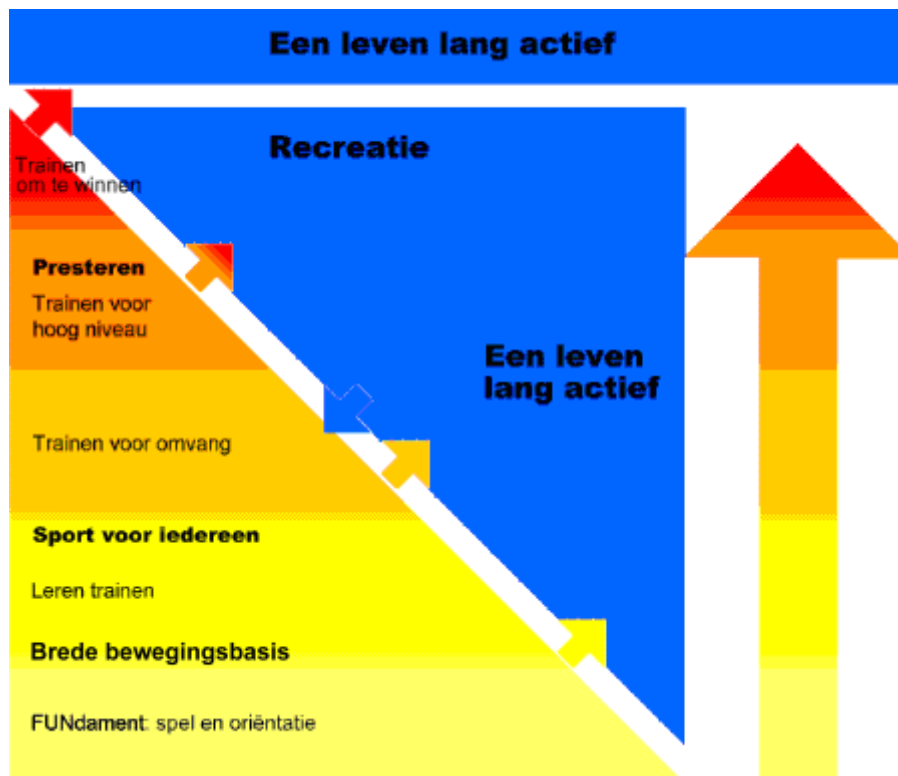 Een leven lang actief
Recreatie
Trainen
om te winnen
Presteren
Trainen voor
hoog niveau
Een leven
lang actief
Trainen voor omvang
Sport voor iedereen
Leren trainen
Brede bewegingsbasis
FUNdament: spel en oriëntatie